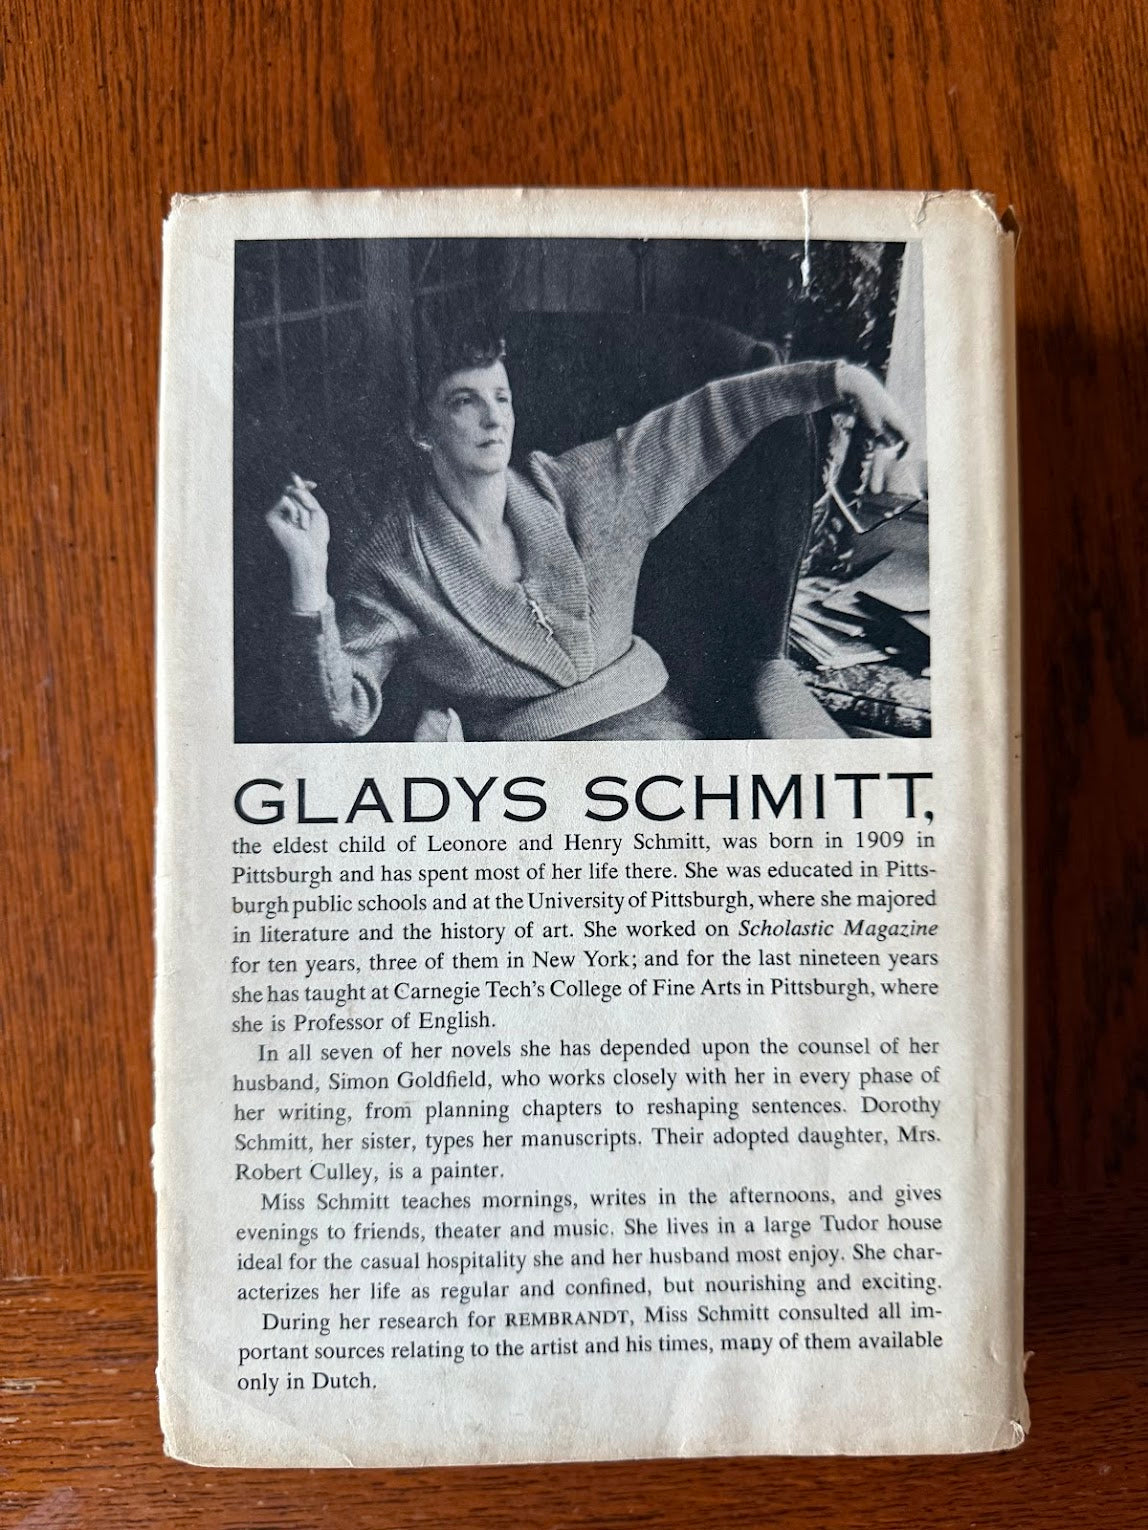 GLADYS SCHMITT,
the eldest child of Leonore and Henry Schmitt, was born in 1909 in
Pittsburgh and has spent most of her life there. She was educated in Pitts-
burgh public schools and at the University of Pittsburgh, where she majored
in literature and the history of art. She worked on Scholastic Magazine
for ten years, three of them in New York; and for the last nineteen years
she has taught at Carnegie Tech's College of Fine Arts in Pittsburgh, where
she is Professor of English.
In all seven of her novels she has depended upon the counsel of her
husband, Simon Goldfield, who works closely with her in every phase of
her writing, from planning chapters to reshaping sentences. Dorothy
Schmitt, her sister, types her manuscripts. Their adopted daughter, Mrs.
Robert Culley, is a painter.
Miss Schmitt teaches mornings, writes in the afternoons, and gives
evenings to friends, theater and music. She lives in a large Tudor house
ideal for the casual hospitality she and her husband most enjoy. She char-
acterizes her life as regular and confined, but nourishing and exciting.
During her research for REMBRANDT, Miss Schmitt consulted all im-
portant sources relating to the artist and his times, many of them available
only in Dutch.